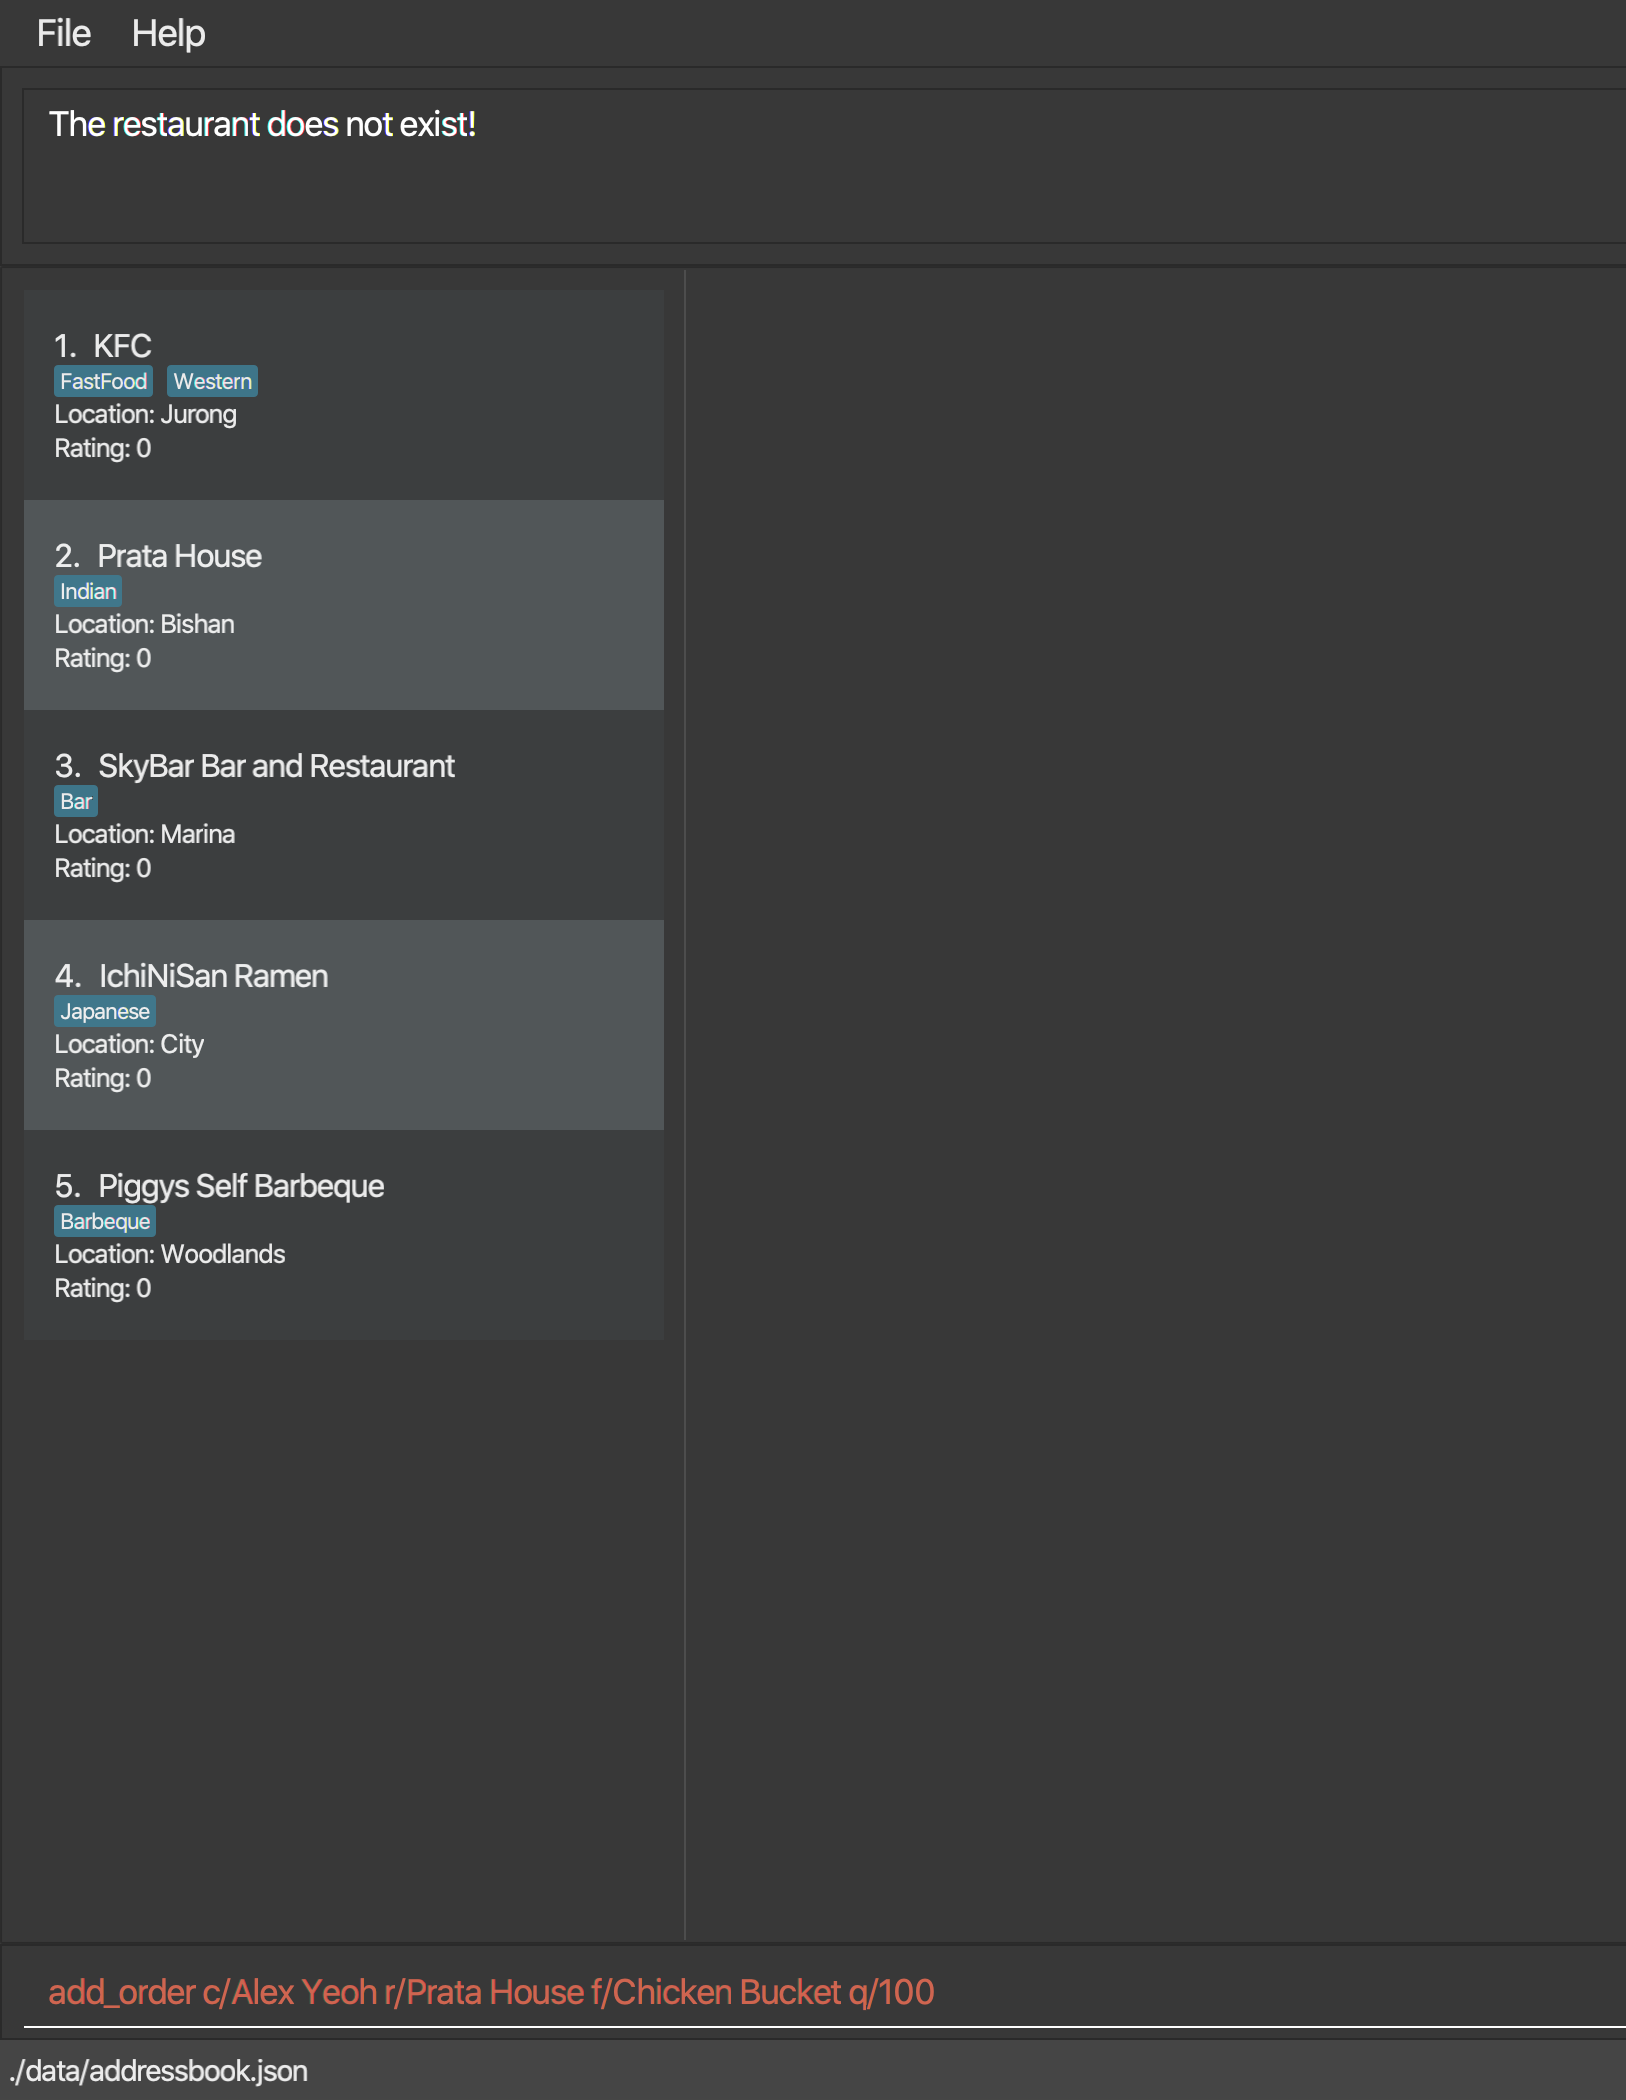 File Help
The restaurant does not exist!
1. KFC
FastFood Western
Location: Jurong
Rating: 0
2. Prata House
Indian
Location: Bishan
Rating: 0
3. SkyBar Bar and Restaurant
Bar
Location: Marina
Rating: 0
4. IchiNiSan Ramen
Japanese
Location: City
Rating: 0
5. Piggys Self Barbeque
Barbeque
Location: Woodlands
Rating: 0
add_order c/Alex Yeoh r/Prata House f/Chicken Bucket q/100
./data/addressbook.json